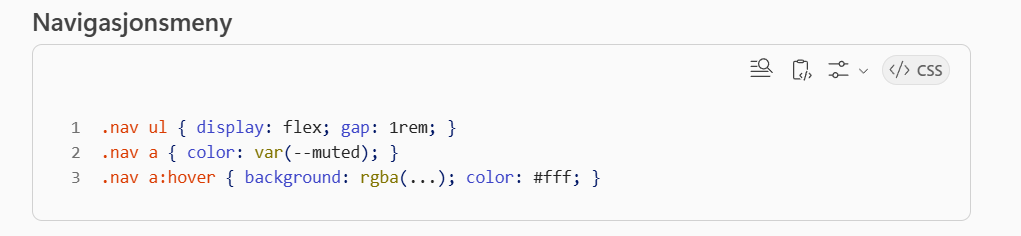 Navigasjonsmeny
</> CSS
1 .nav ul { display: flex; gap: 1rem; }
2 .nav a { color: var(--muted); }
3 .nav a:hover { background: rgba(...); color: #fff; }